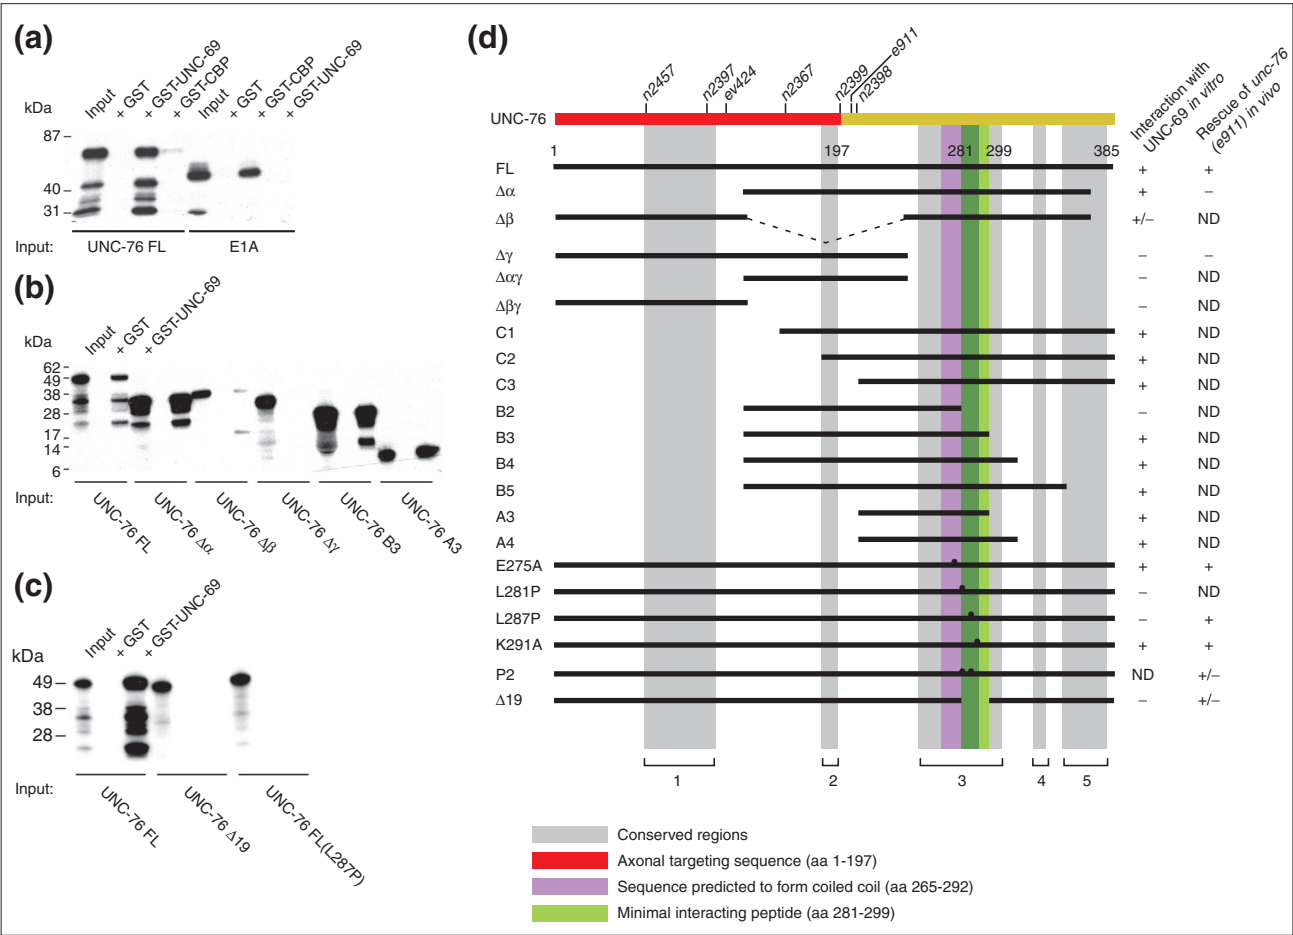 (a)
Input
+ GST
+ GST-UNC-69
+ GST-CBP
Input
+ GST
+ GST-CBP
+ GST-UNC-69
kDa
87
40
31
Input:
UNC-76 FL
E1A
(b)
Input
+ GST
+ GST-UNC-69
kDa
62
49
38
28
17
14
6
Input:
UNC-76 FL
UNC-76 Δα
UNC-76 Δβ
UNC-76 Δγ
UNC-76 B3
UNC-76 A3
(c)
Input
+ GST
+ GST-UNC-69
kDa
49
38
28
Input:
UNC-76 FL
UNC-76 Δ19
UNC-76 FL(L287P)
(d)
n2457
n2397
ev424
n2367
n2399
e911
n2398
Interaction with
UNC-69 in vitro
Rescue of unc-76
(e911) in vivo
UNC-76
1 197 281 299 385
FL + +
Δα + –
Δβ +/– ND
Δγ – –
Δαγ – ND
Δβγ – ND
C1 + ND
C2 + ND
C3 + ND
B2 – ND
B3 + ND
B4 + ND
B5 + ND
A3 + ND
A4 + ND
E275A + +
L281P – ND
L287P – +
K291A + +
P2 ND +/–
Δ19 – +/–
1 2 3 4 5
Conserved regions
Axonal targeting sequence (aa 1-197)
Sequence predicted to form coiled coil (aa 265-292)
Minimal interacting peptide (aa 281-299)